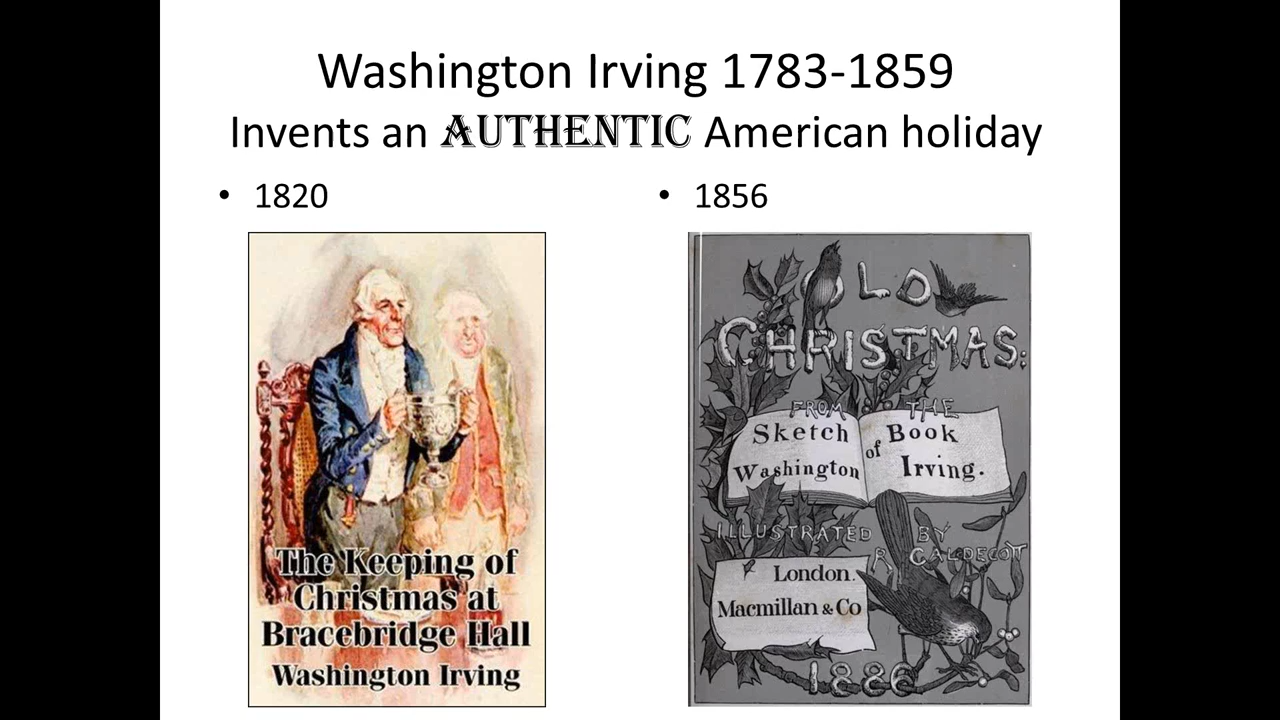 Washington Irving 1783-1859
Invents an AUTHENTIC American holiday
• 1820
The Keeping of
Christmas at
Bracebridge Hall
Washington Irving
• 1856
OLD
CHRISTMAS:
FROM THE
Sketch Book
of
Washington Irving.
ILLUSTRATED BY
R CALDECOTT
London.
Macmillan & Co
1886